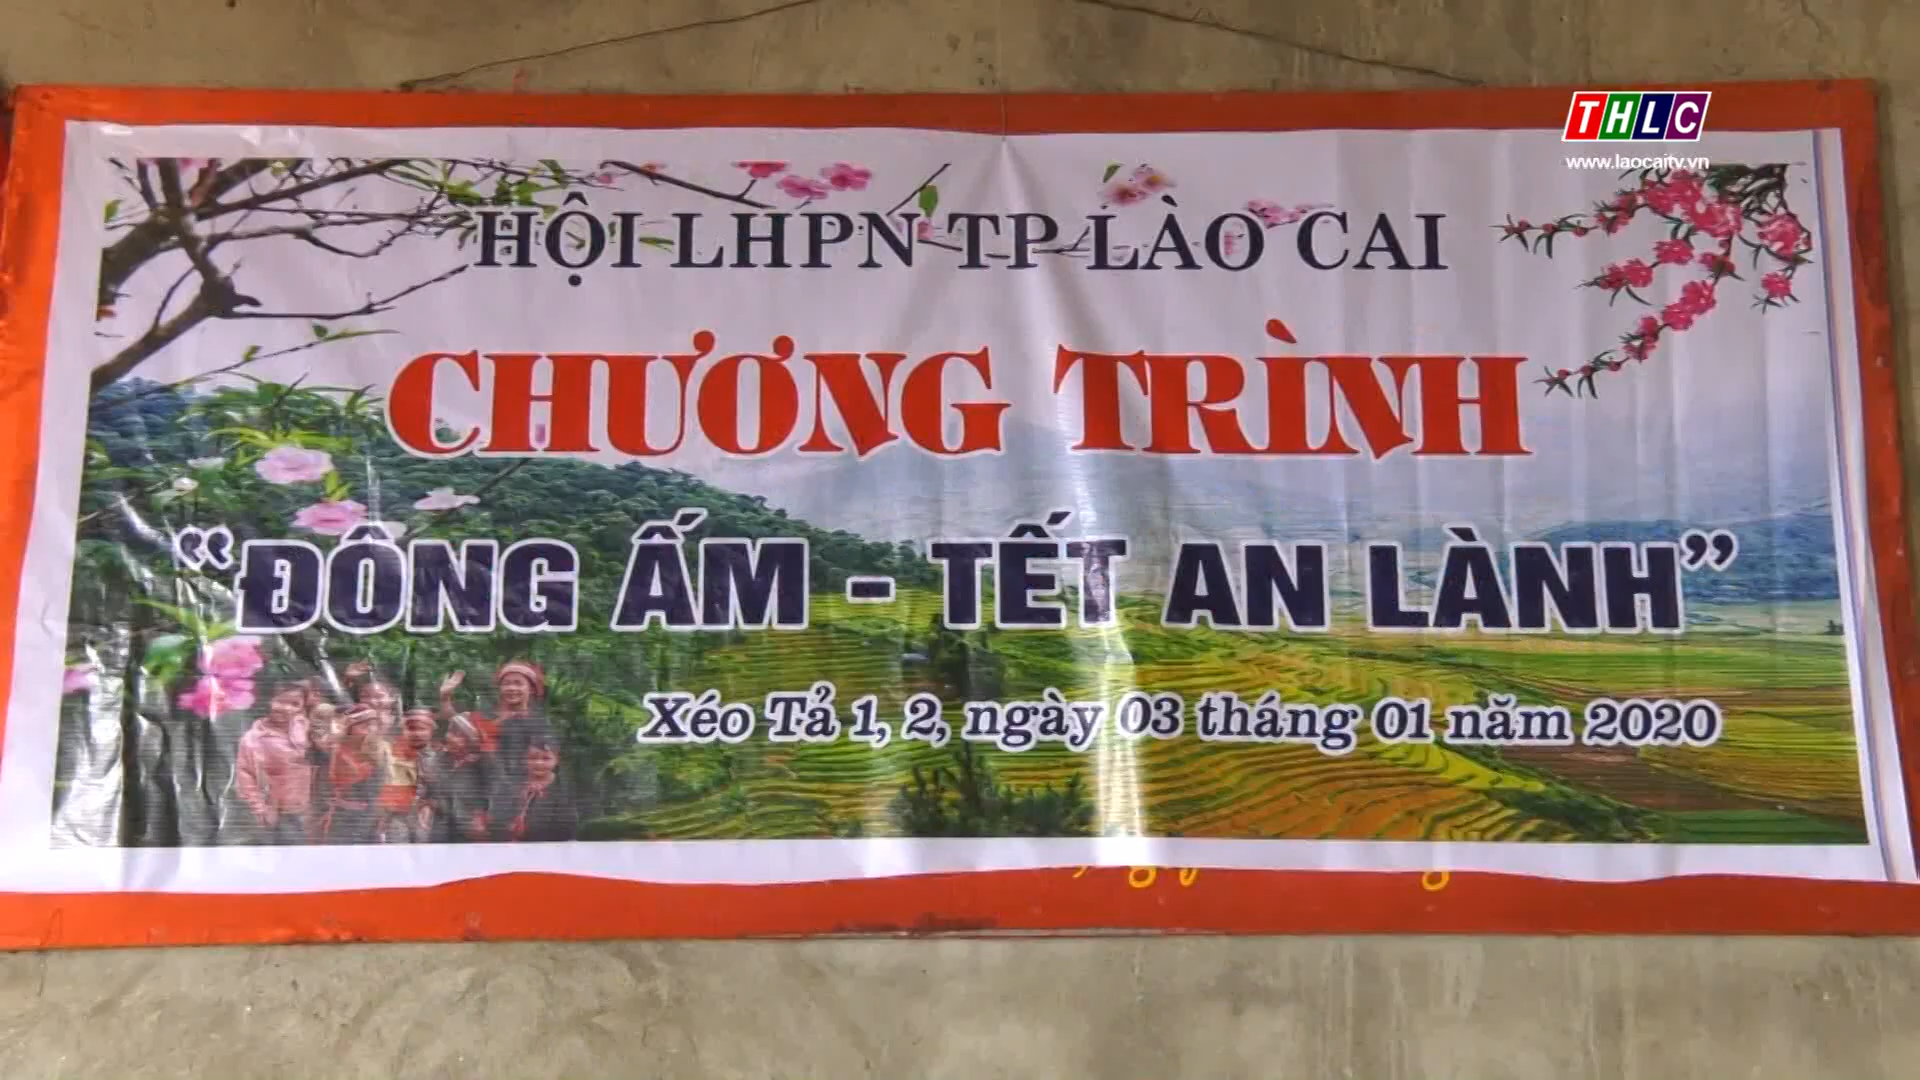 THLC
www.laocaitv.vn
HỘI LHPN TP LÀO CAI
CHƯƠNG TRÌNH
“ĐÔNG ẤM - TẾT AN LÀNH”
Xéo Tả 1, 2, ngày 03 tháng 01 năm 2020